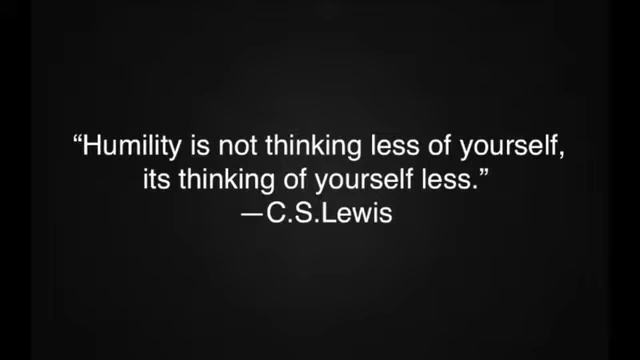 “Humility is not thinking less of yourself,
its thinking of yourself less.”
—C.S.Lewis